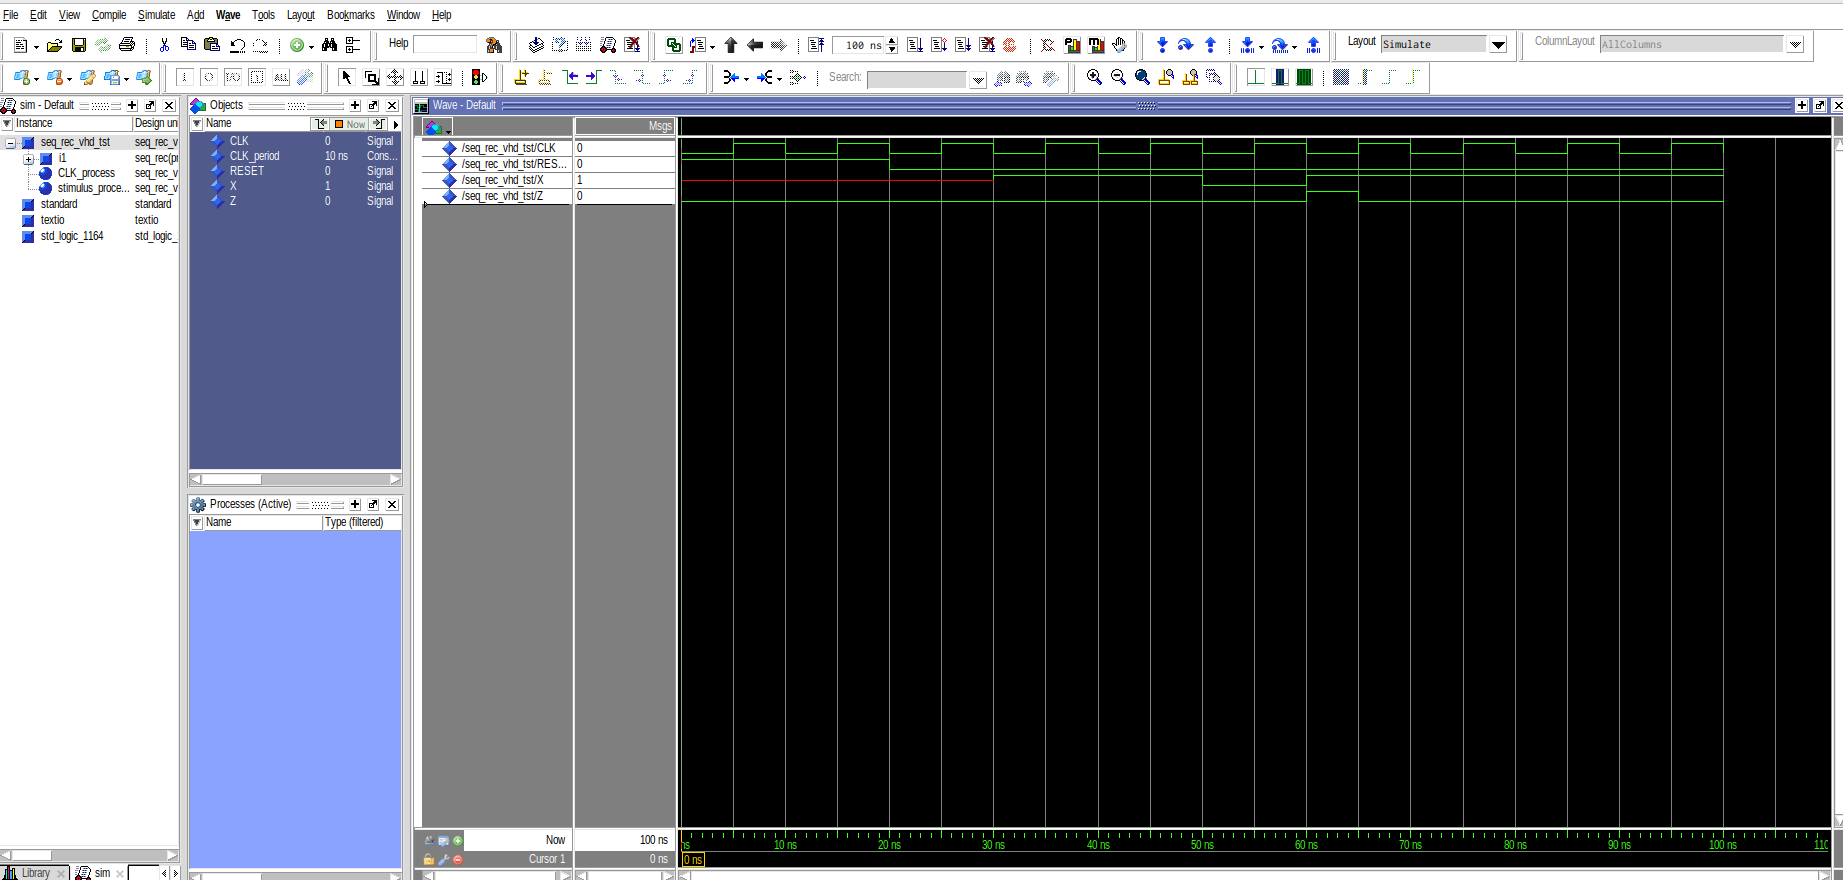 File Edit View Compile Simulate Add Wave Tools Layout Bookmarks Window Help
Help 100 ns Layout Simulate ColumnLayout AllColumns
ALL Search:
sim - Default
Instance Design un
seq_rec_vhd_tst seq_rec_v
i1 seq_rec(pr
CLK_process seq_rec_v
stimulus_proce... seq_rec_v
standard standard
textio textio
std_logic_1164 std_logic_
Library sim
Objects
Name Now
CLK 0 Signal
CLK_period 10 ns Cons...
RESET 0 Signal
X 1 Signal
Z 0 Signal
Processes (Active)
Name Type (filtered)
Wave - Default
Msgs
/seq_rec_vhd_tst/CLK 0
/seq_rec_vhd_tst/RES... 0
/seq_rec_vhd_tst/X 1
/seq_rec_vhd_tst/Z 0
Now 100 ns
ns 10 ns 20 ns 30 ns 40 ns 50 ns 60 ns 70 ns 80 ns 90 ns 100 ns 110
Cursor 1 0 ns
0 ns